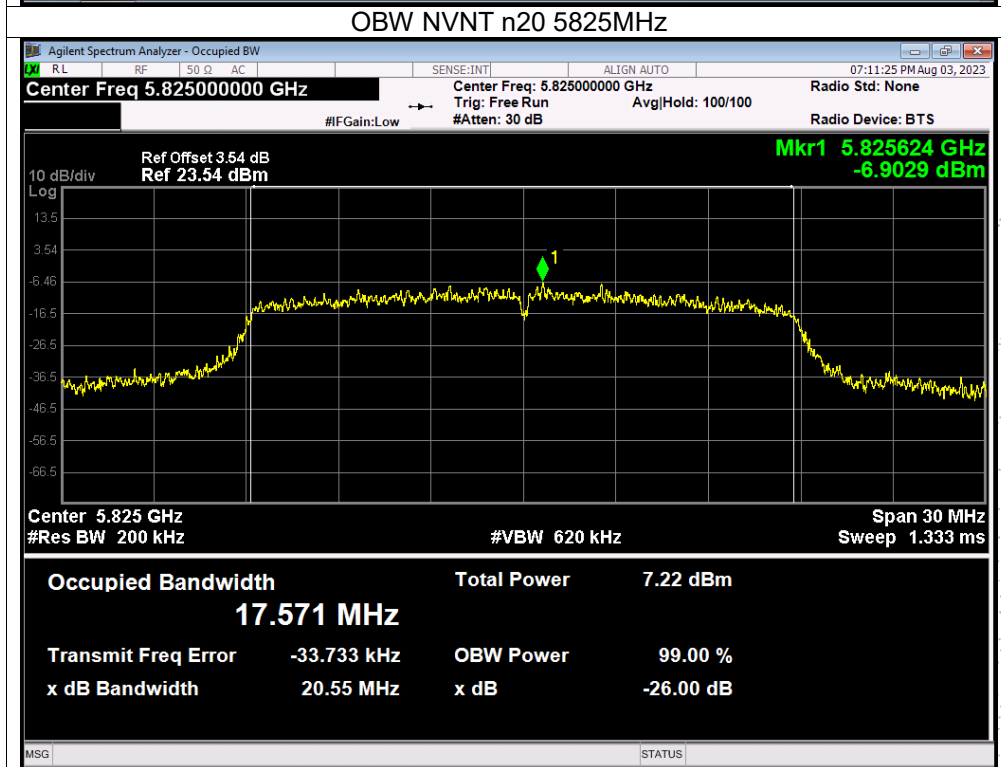 OBW NVNT n20 5825MHz
Agilent Spectrum Analyzer - Occupied BW
LXI RL RF 50 Ω AC SENSE:INT ALIGN AUTO 07:11:25 PM Aug 03, 2023
Center Freq 5.825000000 GHz Center Freq: 5.825000000 GHz Radio Std: None
Trig: Free Run Avg|Hold: 100/100
#IFGain:Low #Atten: 30 dB Radio Device: BTS
Ref Offset 3.54 dB Mkr1 5.825624 GHz
10 dB/div Ref 23.54 dBm -6.9029 dBm
Log
13.5
3.54
1
-6.46
-16.5
-26.5
-36.5
-46.5
-56.5
-66.5
Center 5.825 GHz Span 30 MHz
#Res BW 200 kHz #VBW 620 kHz Sweep 1.333 ms
Occupied Bandwidth Total Power 7.22 dBm
17.571 MHz
Transmit Freq Error -33.733 kHz OBW Power 99.00 %
x dB Bandwidth 20.55 MHz x dB -26.00 dB
MSG STATUS